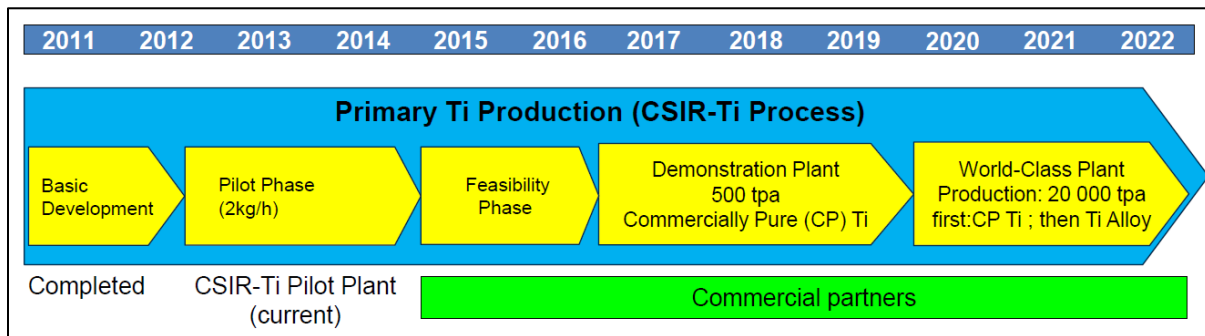 2011 2012 2013 2014 2015 2016 2017 2018 2019 2020 2021 2022
Primary Ti Production (CSIR-Ti Process)
Basic
Development
Pilot Phase
(2kg/h)
Feasibility
Phase
Demonstration Plant
500 tpa
Commercially Pure (CP) Ti
World-Class Plant
Production: 20 000 tpa
first:CP Ti ; then Ti Alloy
Completed
CSIR-Ti Pilot Plant
(current)
Commercial partners